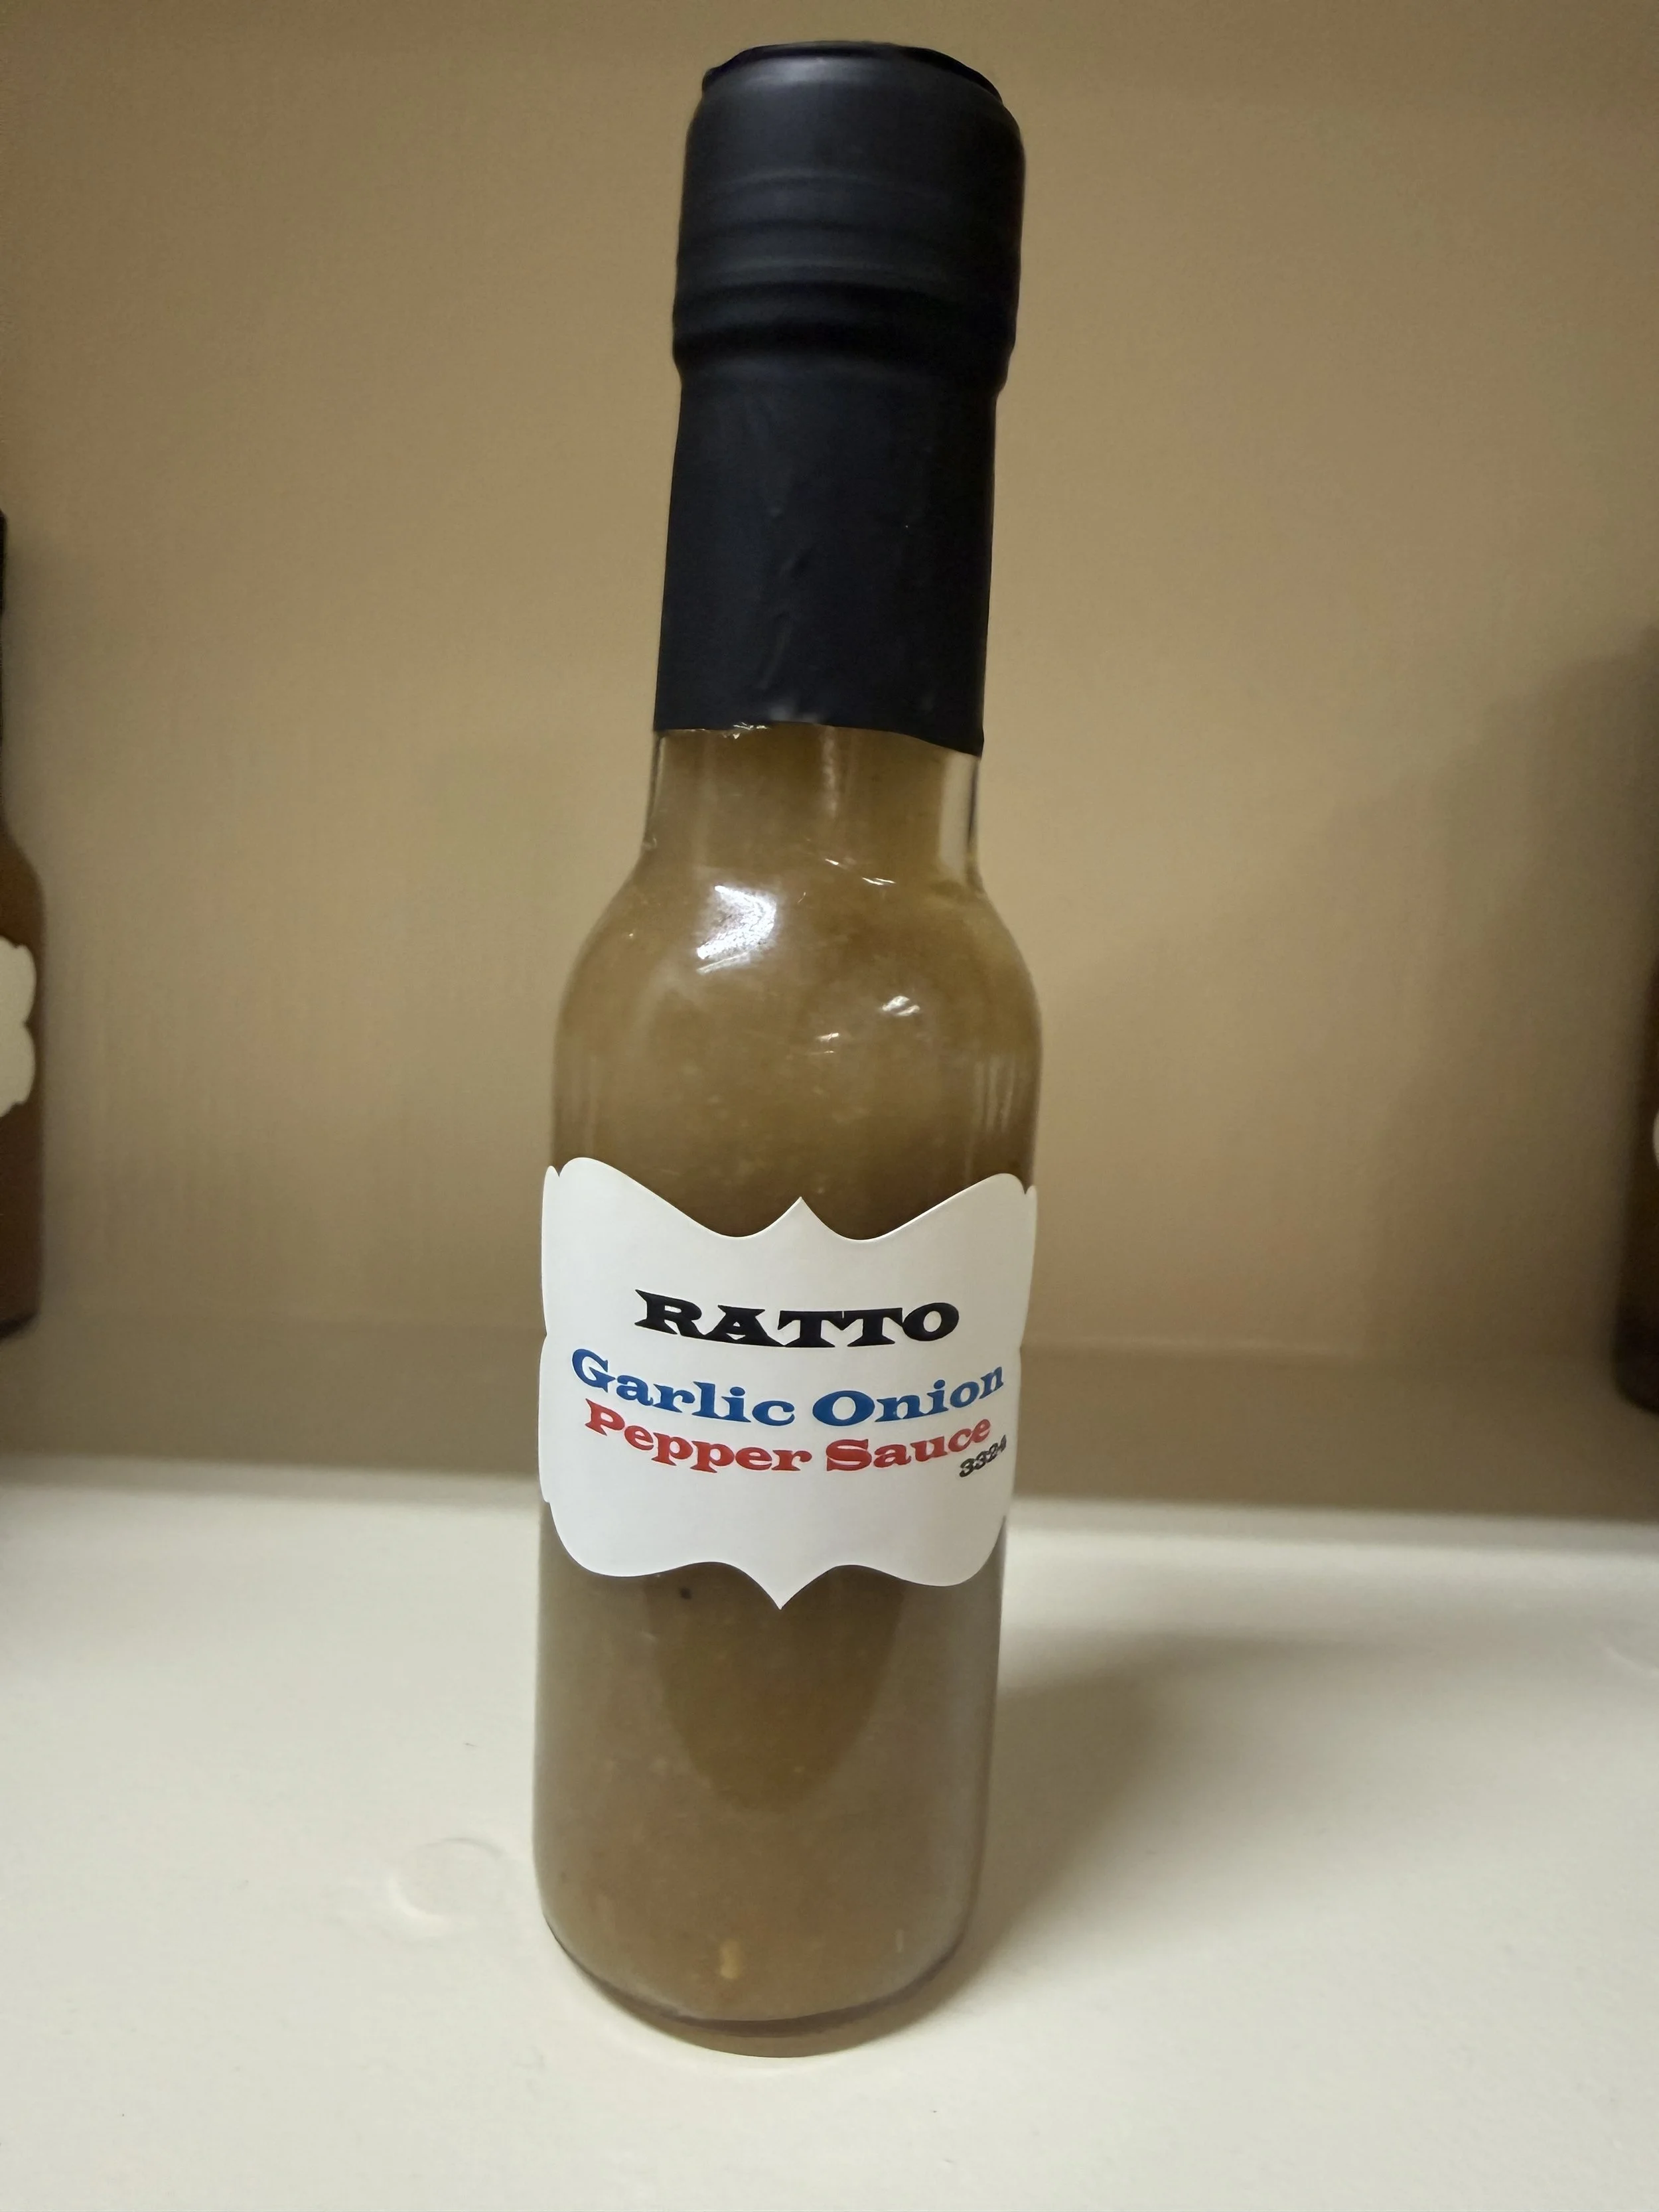 RATTO
Garlic Onion
Pepper Sauce
3324